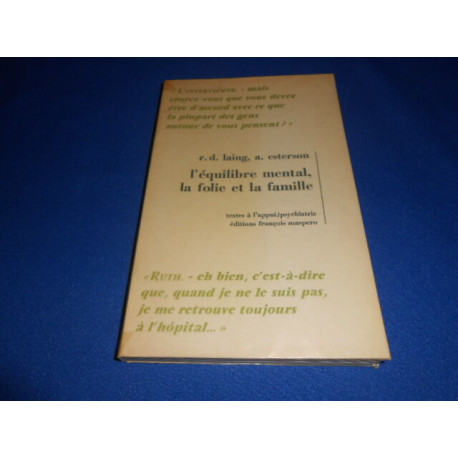 « L'INTERVIEWER. - mais
croyez-vous que vous devez
être d'accord avec ce que
la plupart des gens
autour de vous pensent ? »
r. d. laing, a. esterson
l'équilibre mental,
la folie et la famille
textes à l'appui/psychiatrie
éditions françois maspero
«RUTH. - eh bien, c'est-à-dire
que, quand je ne le suis pas,
je me retrouve toujours
à l'hôpital... »